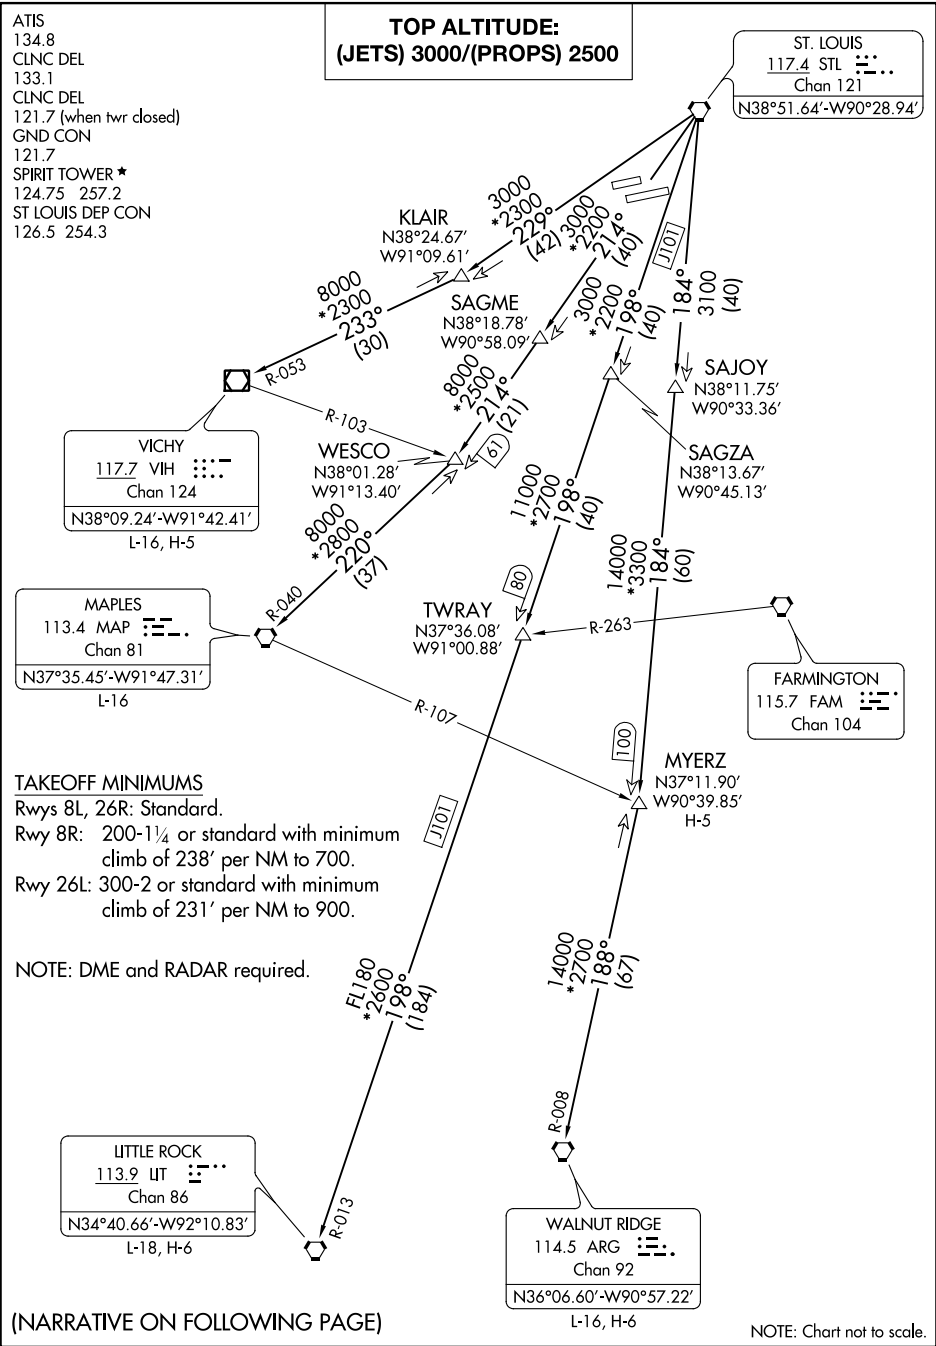 ATIS
134.8
CLNC DEL
133.1
CLNC DEL
121.7 (when twr closed)
GND CON
121.7
SPIRIT TOWER ★
124.75 257.2
ST LOUIS DEP CON
126.5 254.3
TOP ALTITUDE:
(JETS) 3000/(PROPS) 2500
ST. LOUIS
117.4 STL
Chan 121
N38°51.64′-W90°28.94′
3000
*2300
229°
(42)
3000
*2200
214°
(40)
J101
3000
*2200
198°
(40)
184°
3100
(40)
KLAIR
N38°24.67′
W91°09.61′
8000
*2300
233°
(30)
R-053
SAGME
N38°18.78′
W90°58.09′
8000
*2500
214°
(21)
61
SAJOY
N38°11.75′
W90°33.36′
SAGZA
N38°13.67′
W90°45.13′
R-103
VICHY
117.7 VIH
Chan 124
N38°09.24′-W91°42.41′
L-16, H-5
WESCO
N38°01.28′
W91°13.40′
8000
*2800
220°
(37)
R-040
11000
*2700
198°
(40)
80
14000
*3300
184°
(60)
MAPLES
113.4 MAP
Chan 81
N37°35.45′-W91°47.31′
L-16
TWRAY
N37°36.08′
W91°00.88′
R-263
FARMINGTON
115.7 FAM
Chan 104
R-107
100
MYERZ
N37°11.90′
W90°39.85′
H-5
J101
TAKEOFF MINIMUMS
Rwys 8L, 26R: Standard.
Rwy 8R: 200-1¼ or standard with minimum
climb of 238′ per NM to 700.
Rwy 26L: 300-2 or standard with minimum
climb of 231′ per NM to 900.
NOTE: DME and RADAR required.
FL180
*2600
198°
(184)
14000
*2700
188°
(67)
R-008
R-013
LITTLE ROCK
113.9 LIT
Chan 86
N34°40.66′-W92°10.83′
L-18, H-6
WALNUT RIDGE
114.5 ARG
Chan 92
N36°06.60′-W90°57.22′
L-16, H-6
(NARRATIVE ON FOLLOWING PAGE)
NOTE: Chart not to scale.